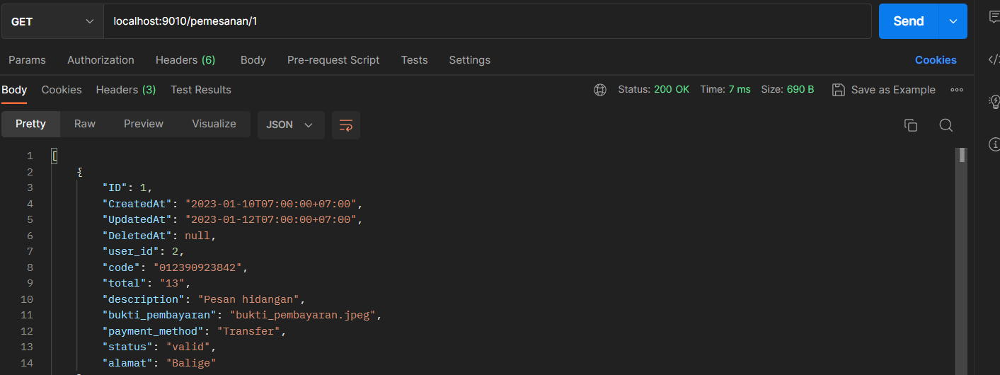 GET localhost:9010/pemesanan/1 Send
Params Authorization Headers (6) Body Pre-request Script Tests Settings Cookies
Body Cookies Headers (3) Test Results Status: 200 OK Time: 7 ms Size: 690 B Save as Example
Pretty Raw Preview Visualize JSON
1 [
2 {
3 "ID": 1,
4 "CreatedAt": "2023-01-10T07:00:00+07:00",
5 "UpdatedAt": "2023-01-12T07:00:00+07:00",
6 "DeletedAt": null,
7 "user_id": 2,
8 "code": "012390923842",
9 "total": "13",
10 "description": "Pesan hidangan",
11 "bukti_pembayaran": "bukti_pembayaran.jpeg",
12 "payment_method": "Transfer",
13 "status": "valid",
14 "alamat": "Balige"